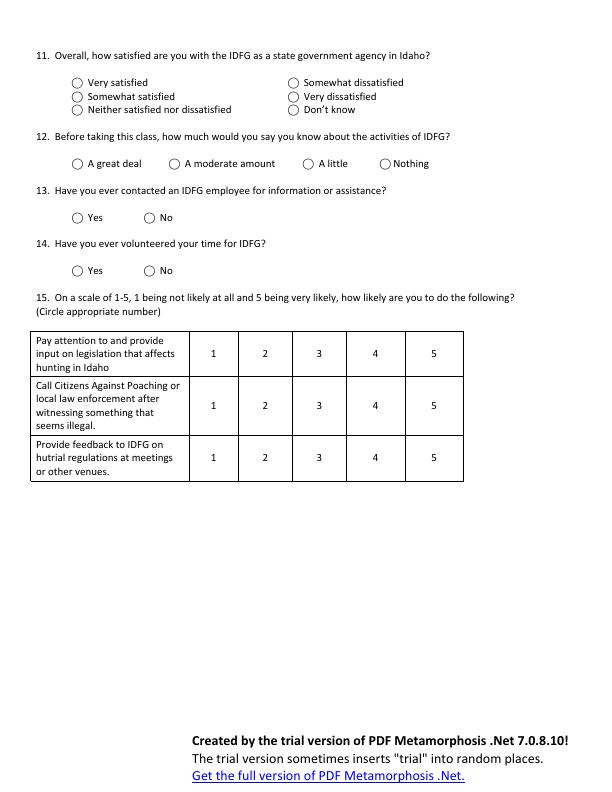 11. Overall, how satisfied are you with the IDFG as a state government agency in Idaho?
Very satisfied
Somewhat satisfied
Neither satisfied nor dissatisfied
Somewhat dissatisfied
Very dissatisfied
Don't know
12. Before taking this class, how much would you say you know about the activities of IDFG?
A great deal A moderate amount A little Nothing
13. Have you ever contacted an IDFG employee for information or assistance?
Yes No
14. Have you ever volunteered your time for IDFG?
Yes No
15. On a scale of 1-5, 1 being not likely at all and 5 being very likely, how likely are you to do the following?
(Circle appropriate number)
Pay attention to and provide
input on legislation that affects
hunting in Idaho
1 2 3 4 5
Call Citizens Against Poaching or
local law enforcement after
witnessing something that
seems illegal.
1 2 3 4 5
Provide feedback to IDFG on
hutrial regulations at meetings
or other venues.
1 2 3 4 5
Created by the trial version of PDF Metamorphosis .Net 7.0.8.10!
The trial version sometimes inserts "trial" into random places.
Get the full version of PDF Metamorphosis .Net.